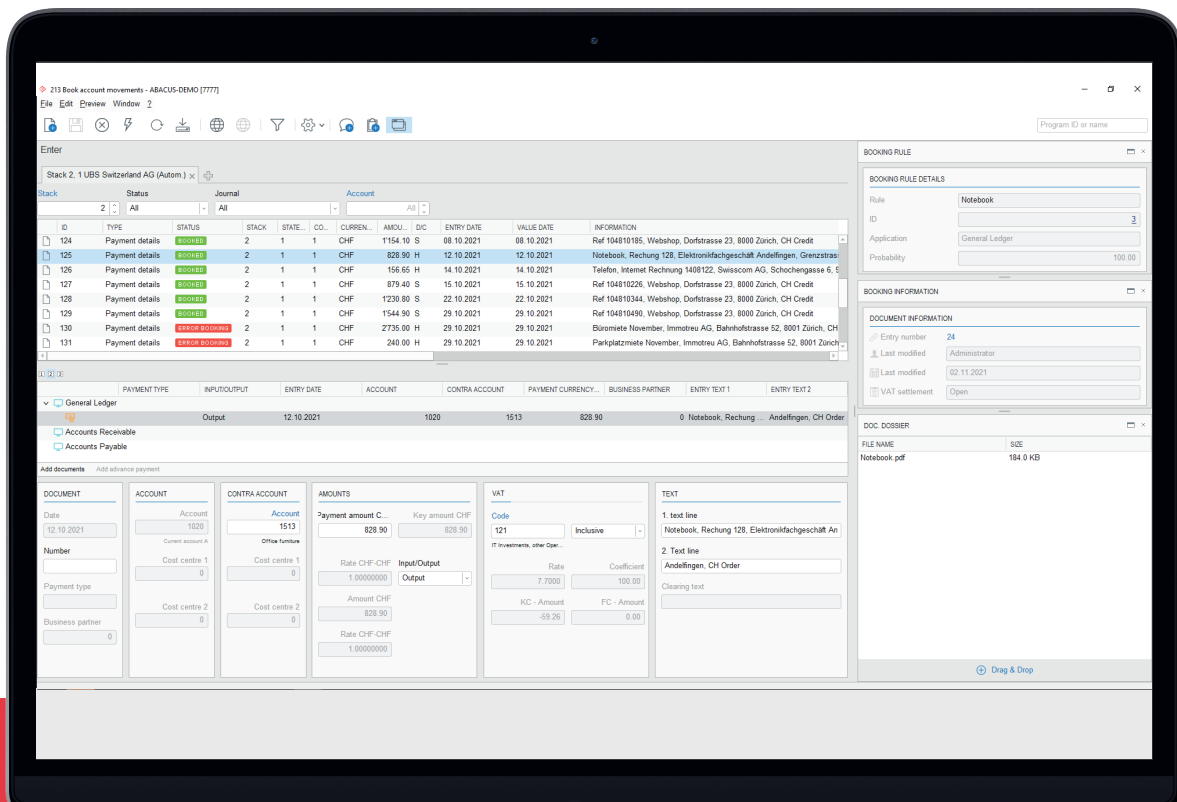 213 Book account movements - ABACUS-DEMO [7777]
File Edit Preview Window ?
Program ID or name
Enter
Stack 2, 1 UBS Switzerland AG (Autom.)
Stack Status Journal Account
2 All All All
ID TYPE STATUS STACK STATE... CO... CURREN... AMOU... D/C ENTRY DATE VALUE DATE INFORMATION
124 Payment details BOOKED 2 1 1 CHF 1'154.10 S 08.10.2021 08.10.2021 Ref 104810185, Webshop, Dorfstrasse 23, 8000 Zürich, CH Credit
125 Payment details BOOKED 2 1 1 CHF 828.90 H 12.10.2021 12.10.2021 Notebook, Rechung 128, Elektronikfachgeschäft Andelfingen, Grenzstras
126 Payment details BOOKED 2 1 1 CHF 156.65 H 14.10.2021 14.10.2021 Telefon, Internet Rechnung 1408122, Swisscom AG, Schochengasse 6, 9
127 Payment details BOOKED 2 1 1 CHF 879.40 S 15.10.2021 15.10.2021 Ref 104810226, Webshop, Dorfstrasse 23, 8000 Zürich, CH Credit
128 Payment details BOOKED 2 1 1 CHF 1'230.80 S 22.10.2021 22.10.2021 Ref 104810344, Webshop, Dorfstrasse 23, 8000 Zürich, CH Credit
129 Payment details BOOKED 2 1 1 CHF 1'544.90 S 29.10.2021 29.10.2021 Ref 104810490, Webshop, Dorfstrasse 23, 8000 Zürich, CH Credit
130 Payment details ERROR BOOKING 2 1 1 CHF 2'735.00 H 29.10.2021 29.10.2021 Büromiete November, Immotreu AG, Bahnhofstrasse 52, 8001 Zürich, CH
131 Payment details ERROR BOOKING 2 1 1 CHF 240.00 H 29.10.2021 29.10.2021 Parkplatzmiete November, Immotreu AG, Bahnhofstrasse 52, 8001 Zürich
1 2 3
PAYMENT TYPE INPUT/OUTPUT ENTRY DATE ACCOUNT CONTRA ACCOUNT PAYMENT CURRENCY... BUSINESS PARTNER ENTRY TEXT 1 ENTRY TEXT 2
General Ledger
Output 12.10.2021 1020 1513 828.90 0 Notebook, Rechung ... Andelfingen, CH Order
Accounts Receivable
Accounts Payable
Add documents Add advance payment
DOCUMENT
Date
12.10.2021
Number
Payment type
Business partner
0
ACCOUNT
Account
1020
Current account A
Cost centre 1
0
Cost centre 2
0
CONTRA ACCOUNT
Account
1513
Office furniture
Cost centre 1
0
Cost centre 2
0
AMOUNTS
Payment amount C... Key amount CHF
828.90 828.90
Rate CHF-CHF Input/Output
1.00000000 Output
Amount CHF
828.90
Rate CHF-CHF
1.00000000
VAT
Code
121 Inclusive
IT Investments, other Oper...
Rate Coefficient
7.7000 100.00
KC - Amount FC - Amount
-59.26 0.00
TEXT
1. text line
Notebook, Rechung 128, Elektronikfachgeschäft An
2. Text line
Andelfingen, CH Order
Clearing text
BOOKING RULE
BOOKING RULE DETAILS
Rule Notebook
ID 3
Application General Ledger
Probability 100.00
BOOKING INFORMATION
DOCUMENT INFORMATION
Entry number 24
Last modified Administrator
Last modified 02.11.2021
VAT settlement Open
DOC. DOSSIER
FILE NAME SIZE
Notebook.pdf 184.0 KB
Drag & Drop